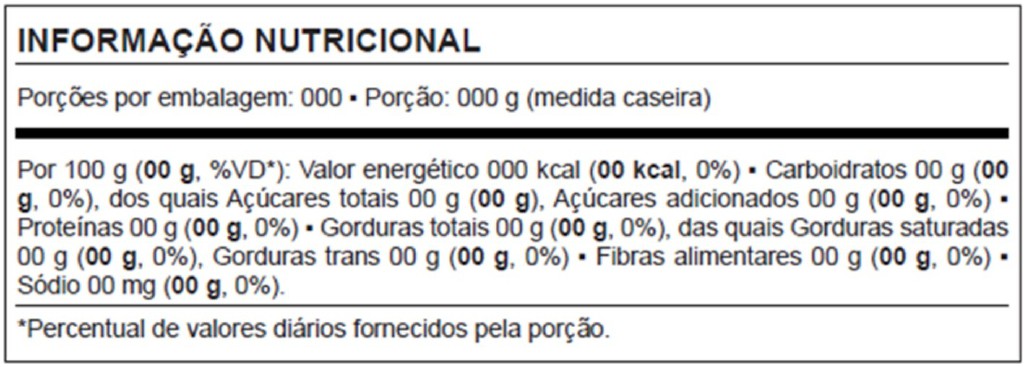 INFORMAÇÃO NUTRICIONAL
Porções por embalagem: 000 ▪ Porção: 000 g (medida caseira)
Por 100 g (00 g, %VD*): Valor energético 000 kcal (00 kcal, 0%) ▪ Carboidratos 00 g (00
g, 0%), dos quais Açúcares totais 00 g (00 g), Açúcares adicionados 00 g (00 g, 0%) ▪
Proteínas 00 g (00 g, 0%) ▪ Gorduras totais 00 g (00 g, 0%), das quais Gorduras saturadas
00 g (00 g, 0%), Gorduras trans 00 g (00 g, 0%) ▪ Fibras alimentares 00 g (00 g, 0%) ▪
Sódio 00 mg (00 g, 0%).
*Percentual de valores diários fornecidos pela porção.